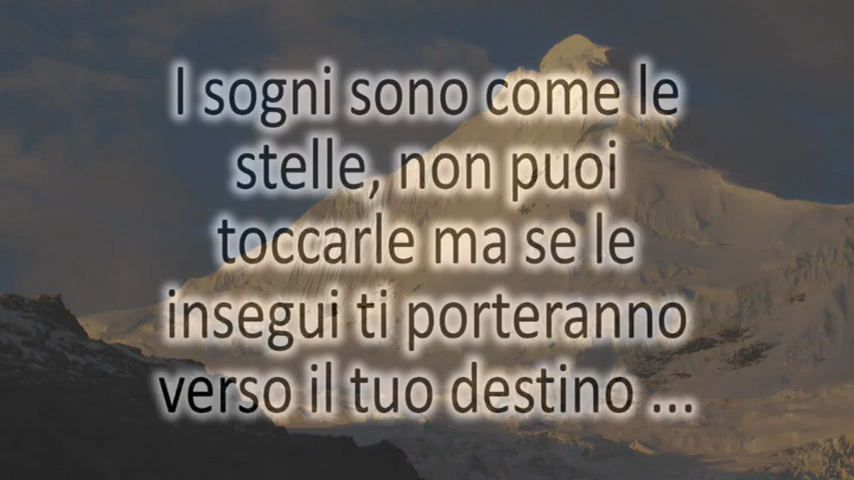 I sogni sono come le
stelle, non puoi
toccarle ma se le
insegui ti porteranno
verso il tuo destino ...